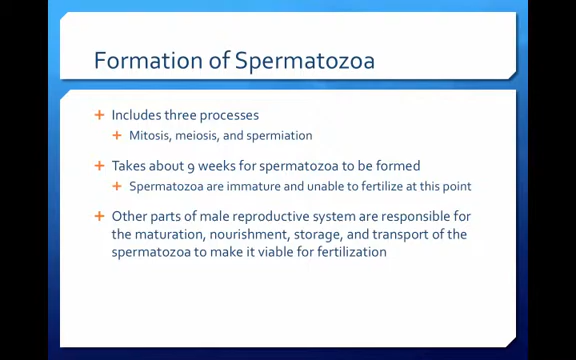 Formation of Spermatozoa
+ Includes three processes
+ Mitosis, meiosis, and spermiation
+ Takes about 9 weeks for spermatozoa to be formed
+ Spermatozoa are immature and unable to fertilize at this point
+ Other parts of male reproductive system are responsible for
the maturation, nourishment, storage, and transport of the
spermatozoa to make it viable for fertilization